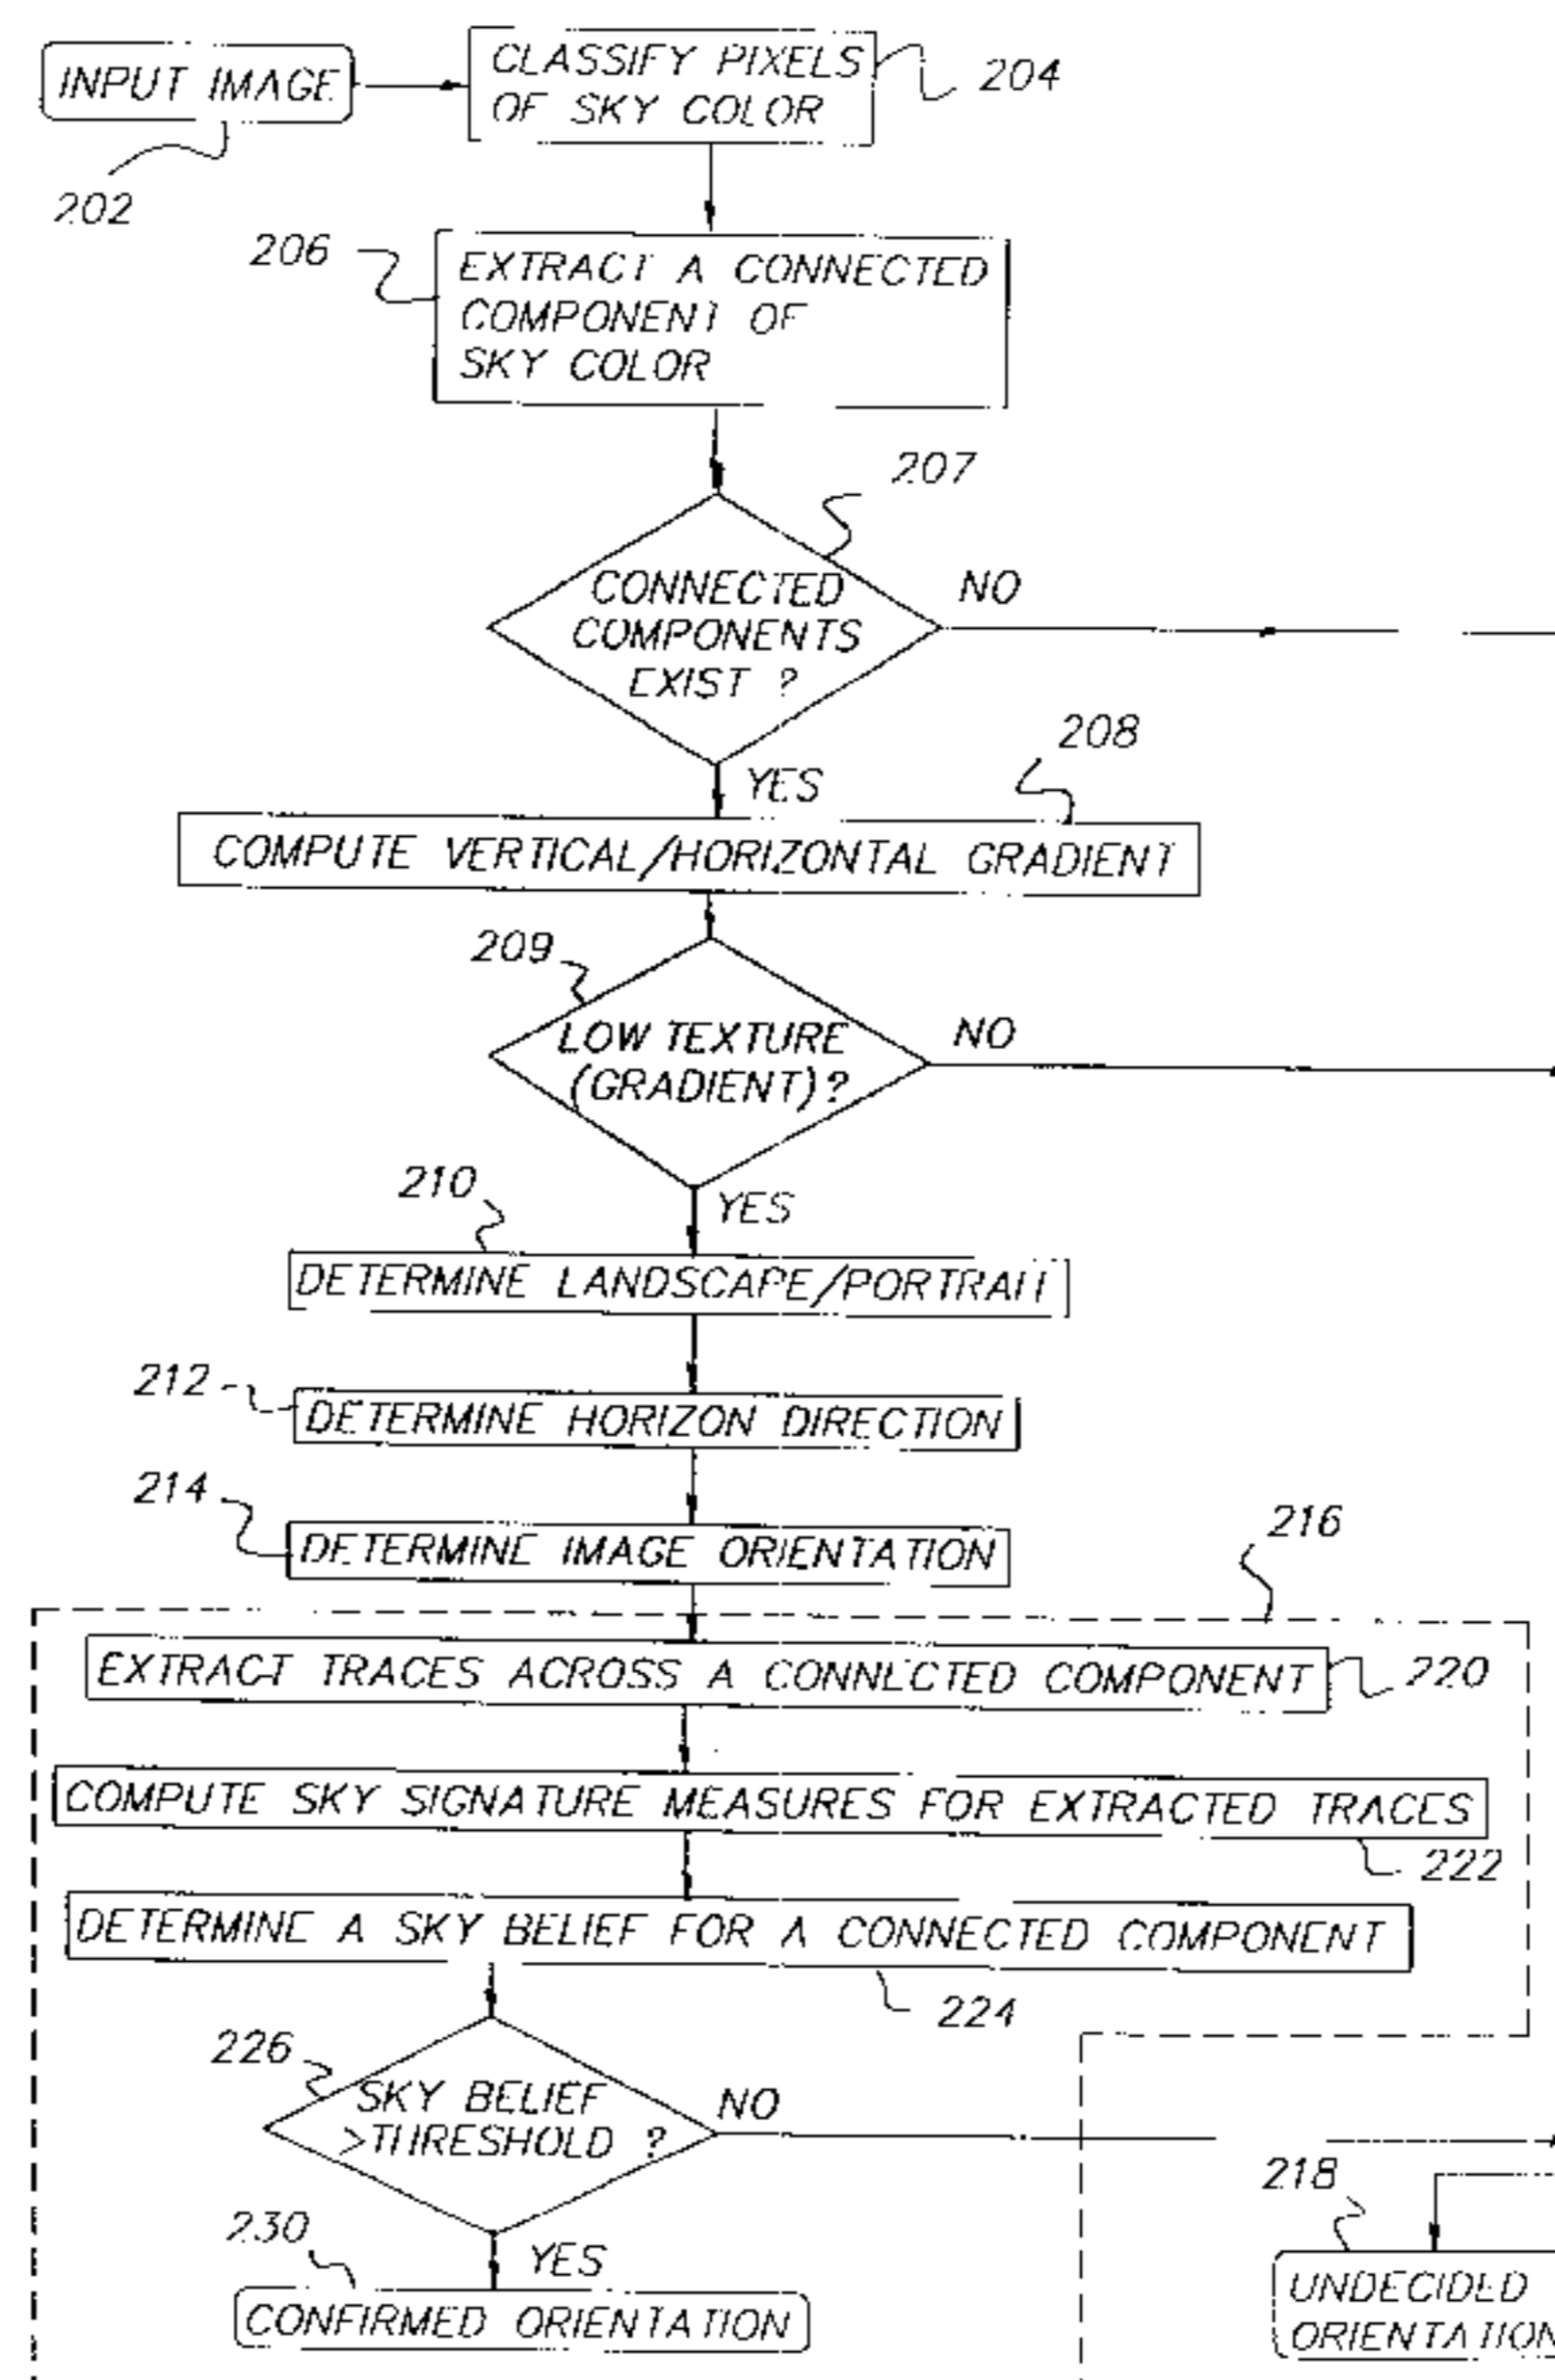 INPUT IMAGE
CLASSIFY PIXELS
OF SKY COLOR
204
202
206
EXTRACT A CONNECTED
COMPONENT OF
SKY COLOR
207
CONNECTED
COMPONENTS
EXIST ?
NO
YES
208
COMPUTE VERTICAL/HORIZONTAL GRADIENT
209
LOW TEXTURE
(GRADIENT)?
NO
YES
210
DETERMINE LANDSCAPE/PORTRAIT
212
DETERMINE HORIZON DIRECTION
214
DETERMINE IMAGE ORIENTATION
216
EXTRACT TRACES ACROSS A CONNECTED COMPONENT
220
COMPUTE SKY SIGNATURE MEASURES FOR EXTRACTED TRACES
222
DETERMINE A SKY BELIEF FOR A CONNECTED COMPONENT
224
226
SKY BELIEF
>THRESHOLD ?
NO
YES
218
UNDECIDED
ORIENTATION
230
CONFIRMED ORIENTATION